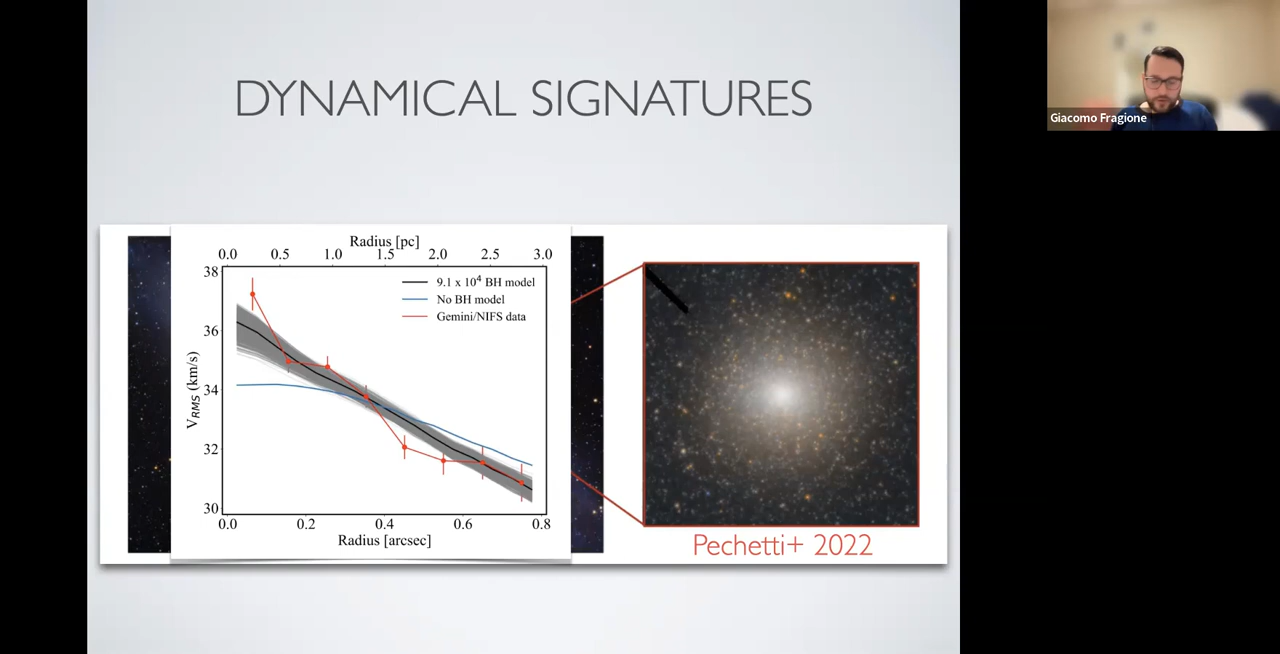 DYNAMICAL SIGNATURES
Giacomo Fragione
Radius [pc]
0.0 0.5 1.0 1.5 2.0 2.5 3.0
38
36
34
32
30
V_RMS (km/s)
9.1 x 10^4 BH model
No BH model
Gemini/NIFS data
0.0 0.2 0.4 0.6 0.8
Radius [arcsec]
Pechetti+ 2022